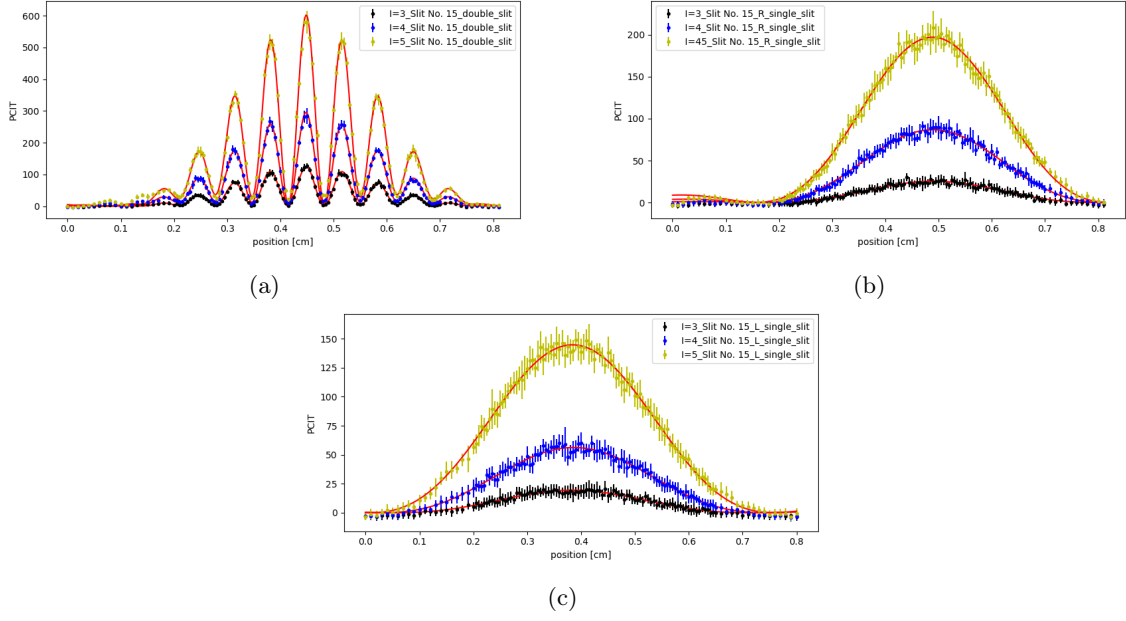 I=3_Slit No. 15_double_slit
I=4_Slit No. 15_double_slit
I=5_Slit No. 15_double_slit
PCIT
600
500
400
300
200
100
0
0.0 0.1 0.2 0.3 0.4 0.5 0.6 0.7 0.8
position [cm]
(a)
I=3_Slit No. 15_R_single_slit
I=4_Slit No. 15_R_single_slit
I=45_Slit No. 15_R_single_slit
PCIT
200
150
100
50
0
0.0 0.1 0.2 0.3 0.4 0.5 0.6 0.7 0.8
position [cm]
(b)
I=3_Slit No. 15_L_single_slit
I=4_Slit No. 15_L_single_slit
I=5_Slit No. 15_L_single_slit
PCIT
150
125
100
75
50
25
0
0.0 0.1 0.2 0.3 0.4 0.5 0.6 0.7 0.8
position [cm]
(c)